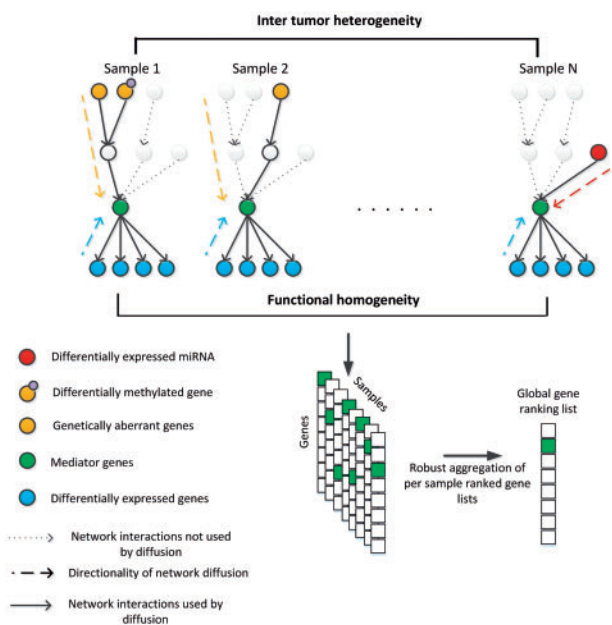 Inter tumor heterogeneity
Sample 1
Sample 2
Sample N
. . . . . .
Functional homogeneity
Differentially expressed miRNA
Differentially methylated gene
Genetically aberrant genes
Mediator genes
Differentially expressed genes
Network interactions not used
by diffusion
Directionality of network diffusion
Network interactions used by
diffusion
Samples
Genes
Robust aggregation of
per sample ranked gene
lists
Global gene
ranking list